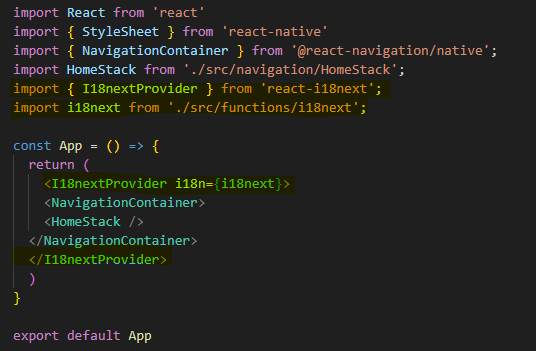 import React from 'react'
import { StyleSheet } from 'react-native'
import { NavigationContainer } from '@react-navigation/native';
import HomeStack from './src/navigation/HomeStack';
import { I18nextProvider } from 'react-i18next';
import i18next from './src/functions/i18next';

const App = () => {
  return (
    <I18nextProvider i18n={i18next}>
    <NavigationContainer>
    <HomeStack />
  </NavigationContainer>
  </I18nextProvider>
  )
}

export default App